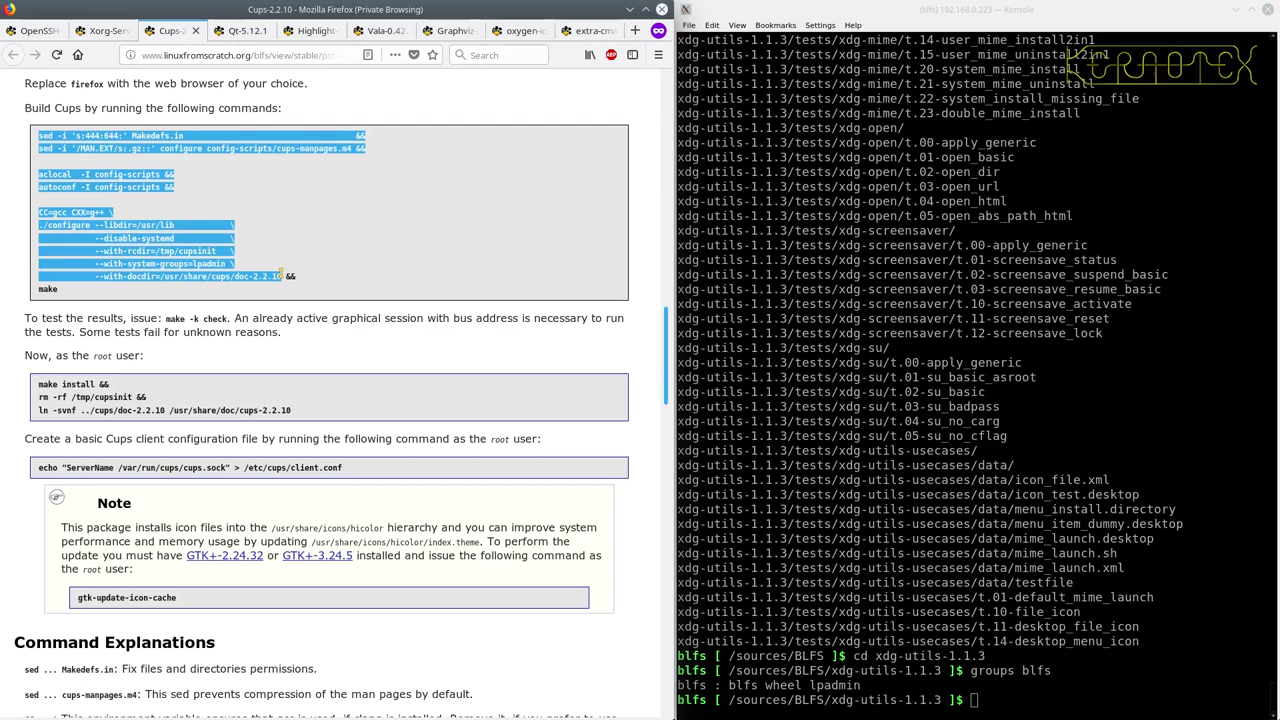 Cups-2.2.10 - Mozilla Firefox (Private Browsing)
OpenSSH
Xorg-Serv
Cups-2
Qt-5.12.1
Highlight-
Vala-0.42.
Graphviz-
oxygen-ic
extra-cma
www.linuxfromscratch.org/blfs/view/stable/pst
Search
Replace firefox with the web browser of your choice.
Build Cups by running the following commands:
sed -i 's:444:644:' Makedefs.in &&
sed -i '/MAN.EXT/s:.gz::' configure config-scripts/cups-manpages.m4 &&
aclocal -I config-scripts &&
autoconf -I config-scripts &&
CC=gcc CXX=g++ \
./configure --libdir=/usr/lib \
--disable-systemd \
--with-rcdir=/tmp/cupsinit \
--with-system-groups=lpadmin \
--with-docdir=/usr/share/cups/doc-2.2.10 &&
make
To test the results, issue: make -k check. An already active graphical session with bus address is necessary to run
the tests. Some tests fail for unknown reasons.
Now, as the root user:
make install &&
rm -rf /tmp/cupsinit &&
ln -svnf ../cups/doc-2.2.10 /usr/share/doc/cups-2.2.10
Create a basic Cups client configuration file by running the following command as the root user:
echo "ServerName /var/run/cups/cups.sock" > /etc/cups/client.conf
Note
This package installs icon files into the /usr/share/icons/hicolor hierarchy and you can improve system
performance and memory usage by updating /usr/share/icons/hicolor/index.theme. To perform the
update you must have GTK+-2.24.32 or GTK+-3.24.5 installed and issue the following command as
the root user:
gtk-update-icon-cache
Command Explanations
sed ... Makedefs.in: Fix files and directories permissions.
sed ... cups-manpages.m4: This sed prevents compression of the man pages by default.
(blfs) 192.168.0.223 — Konsole
File Edit View Bookmarks Settings Help
xdg-utils-1.1.3/tests/xdg-mime/t.14-user_mime_install2in1
xdg-utils-1.1.3/tests/xdg-mime/t.15-user_mime_uninstall2in1
xdg-utils-1.1.3/tests/xdg-mime/t.20-system_mime_install
xdg-utils-1.1.3/tests/xdg-mime/t.21-system_mime_uninstall
xdg-utils-1.1.3/tests/xdg-mime/t.22-system_install_missing_file
xdg-utils-1.1.3/tests/xdg-mime/t.23-double_mime_install
xdg-utils-1.1.3/tests/xdg-open/
xdg-utils-1.1.3/tests/xdg-open/t.00-apply_generic
xdg-utils-1.1.3/tests/xdg-open/t.01-open_basic
xdg-utils-1.1.3/tests/xdg-open/t.02-open_dir
xdg-utils-1.1.3/tests/xdg-open/t.03-open_url
xdg-utils-1.1.3/tests/xdg-open/t.04-open_html
xdg-utils-1.1.3/tests/xdg-open/t.05-open_abs_path_html
xdg-utils-1.1.3/tests/xdg-screensaver/
xdg-utils-1.1.3/tests/xdg-screensaver/t.00-apply_generic
xdg-utils-1.1.3/tests/xdg-screensaver/t.01-screensave_status
xdg-utils-1.1.3/tests/xdg-screensaver/t.02-screensave_suspend_basic
xdg-utils-1.1.3/tests/xdg-screensaver/t.03-screensave_resume_basic
xdg-utils-1.1.3/tests/xdg-screensaver/t.10-screensave_activate
xdg-utils-1.1.3/tests/xdg-screensaver/t.11-screensave_reset
xdg-utils-1.1.3/tests/xdg-screensaver/t.12-screensave_lock
xdg-utils-1.1.3/tests/xdg-su/
xdg-utils-1.1.3/tests/xdg-su/t.00-apply_generic
xdg-utils-1.1.3/tests/xdg-su/t.01-su_basic_asroot
xdg-utils-1.1.3/tests/xdg-su/t.02-su_basic
xdg-utils-1.1.3/tests/xdg-su/t.03-su_badpass
xdg-utils-1.1.3/tests/xdg-su/t.04-su_no_carg
xdg-utils-1.1.3/tests/xdg-su/t.05-su_no_cflag
xdg-utils-1.1.3/tests/xdg-utils-usecases/
xdg-utils-1.1.3/tests/xdg-utils-usecases/data/
xdg-utils-1.1.3/tests/xdg-utils-usecases/data/icon_file.xml
xdg-utils-1.1.3/tests/xdg-utils-usecases/data/icon_test.desktop
xdg-utils-1.1.3/tests/xdg-utils-usecases/data/menu_install.directory
xdg-utils-1.1.3/tests/xdg-utils-usecases/data/menu_item_dummy.desktop
xdg-utils-1.1.3/tests/xdg-utils-usecases/data/mime_launch.desktop
xdg-utils-1.1.3/tests/xdg-utils-usecases/data/mime_launch.sh
xdg-utils-1.1.3/tests/xdg-utils-usecases/data/mime_launch.xml
xdg-utils-1.1.3/tests/xdg-utils-usecases/data/testfile
xdg-utils-1.1.3/tests/xdg-utils-usecases/t.01-default_mime_launch
xdg-utils-1.1.3/tests/xdg-utils-usecases/t.10-file_icon
xdg-utils-1.1.3/tests/xdg-utils-usecases/t.11-desktop_file_icon
xdg-utils-1.1.3/tests/xdg-utils-usecases/t.14-desktop_menu_icon
blfs [ /sources/BLFS ]$ cd xdg-utils-1.1.3
blfs [ /sources/BLFS/xdg-utils-1.1.3 ]$ groups blfs
blfs : blfs wheel lpadmin
blfs [ /sources/BLFS/xdg-utils-1.1.3 ]$